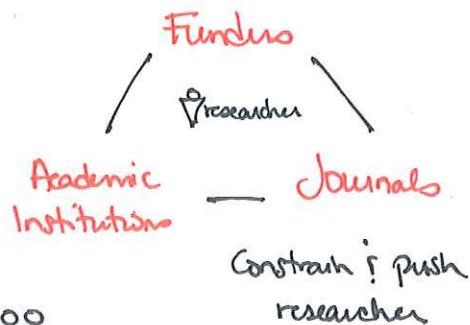 Funders
researcher
Academic
Institutions
Journals
Constrain & push
researcher